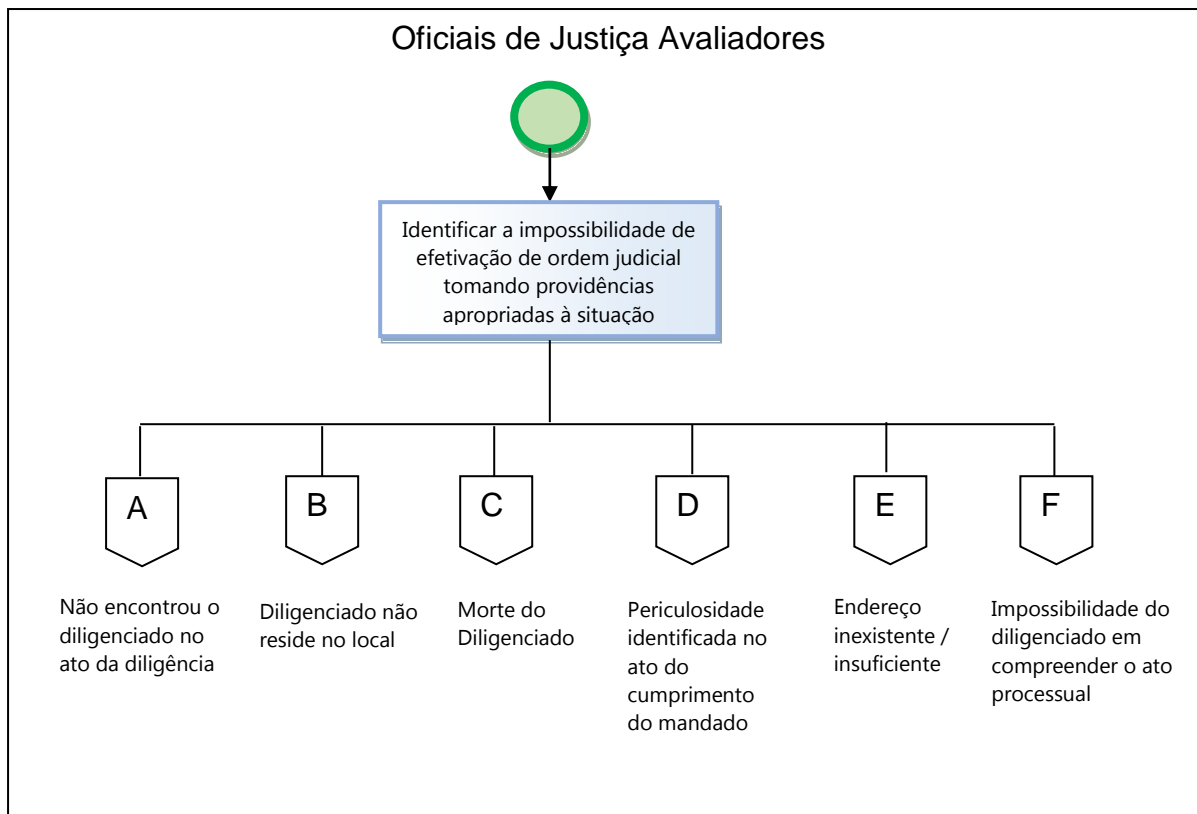 Oficiais de Justiça Avaliadores
Identificar a impossibilidade de
efetivação de ordem judicial
tomando providências
apropriadas à situação
A
B
C
D
E
F
Não encontrou o
diligenciado no
ato da diligência
Diligenciado não
reside no local
Morte do
Diligenciado
Periculosidade
identificada no
ato do
cumprimento
do mandado
Endereço
inexistente /
insuficiente
Impossibilidade do
diligenciado em
compreender o ato
processual